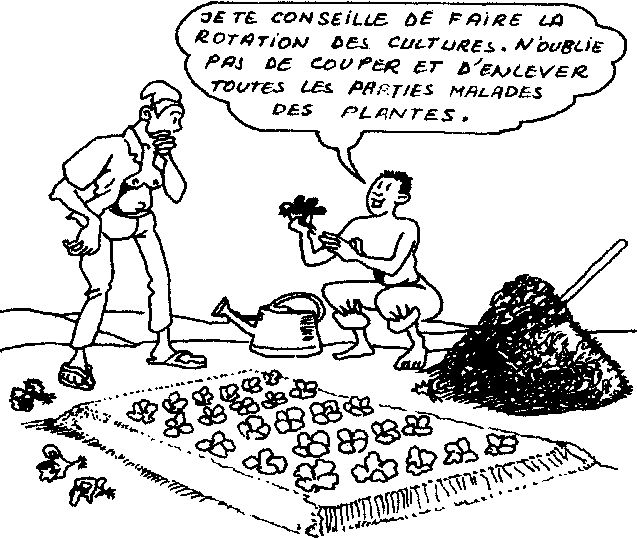 JE TE CONSEILLE DE FAIRE LA
ROTATION DES CULTURES. N'OUBLIE
PAS DE COUPER ET D'ENLEVER
TOUTES LES PARTIES MALADES
DES PLANTES.